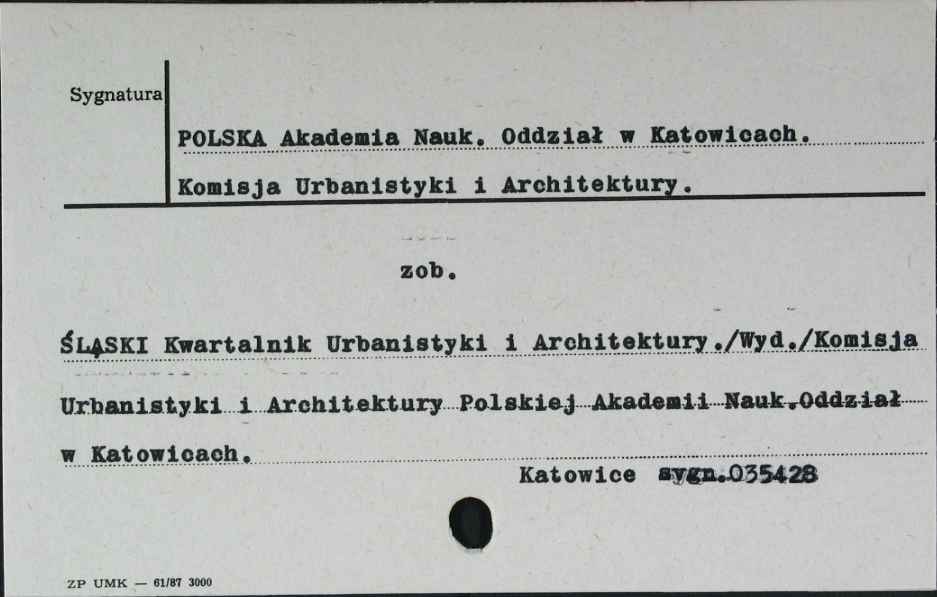 Sygnatura
POLSKA Akademia Nauk. Oddział w Katowicach.
Komisja Urbanistyki i Architektury.
zob.
ŚLĄSKI Kwartalnik Urbanistyki i Architektury./Wyd./Komisja
Urbanistyki i Architektury Polskiej Akademii Nauk.Oddział
w Katowicach.
Katowice sygn.035428
ZP UMK — 61/87 3000